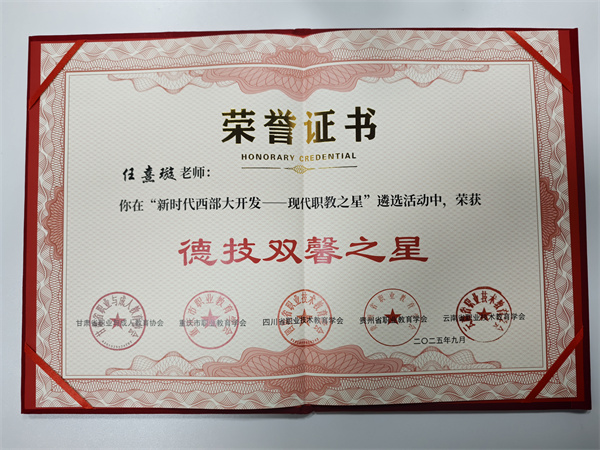 荣誉证书
HONORARY CREDENTIAL
任熹璇老师：
你在“新时代西部大开发——现代职教之星”遴选活动中，荣获
德技双馨之星
甘肃省职业与成人教育协会 重庆市职业教育学会 四川省职业技术教育学会 贵州省职业教育学会 云南省职业技术教育学会
二〇二五年九月